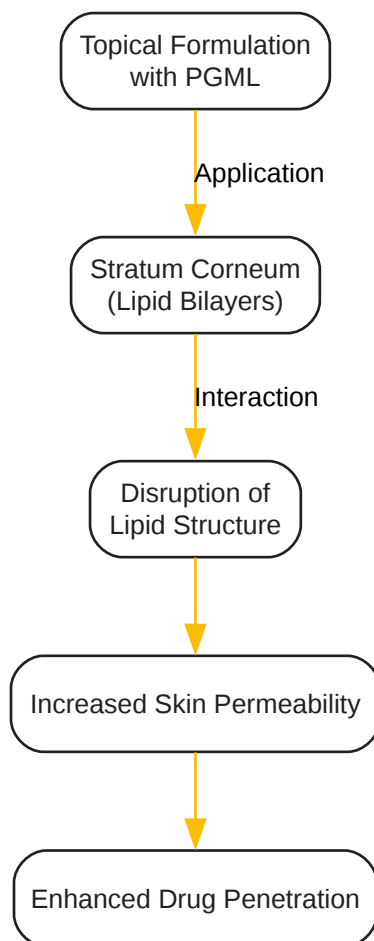 Topical Formulation
with PGML
Application
Stratum Corneum
(Lipid Bilayers)
Interaction
Disruption of
Lipid Structure
Increased Skin Permeability
Enhanced Drug Penetration